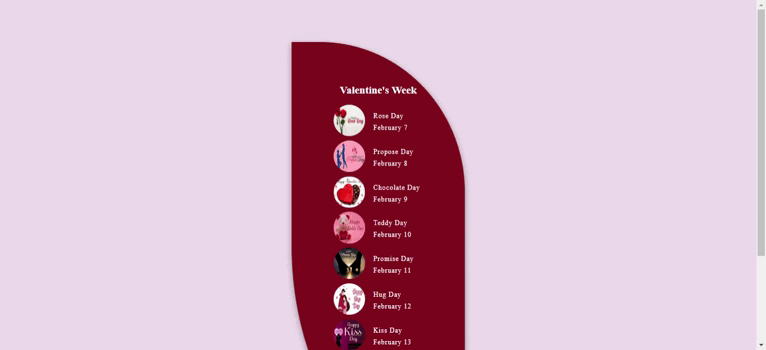 Valentine's Week
Rose Day
February 7
Propose Day
February 8
Chocolate Day
February 9
Teddy Day
February 10
Promise Day
February 11
Hug Day
February 12
Kiss Day
February 13